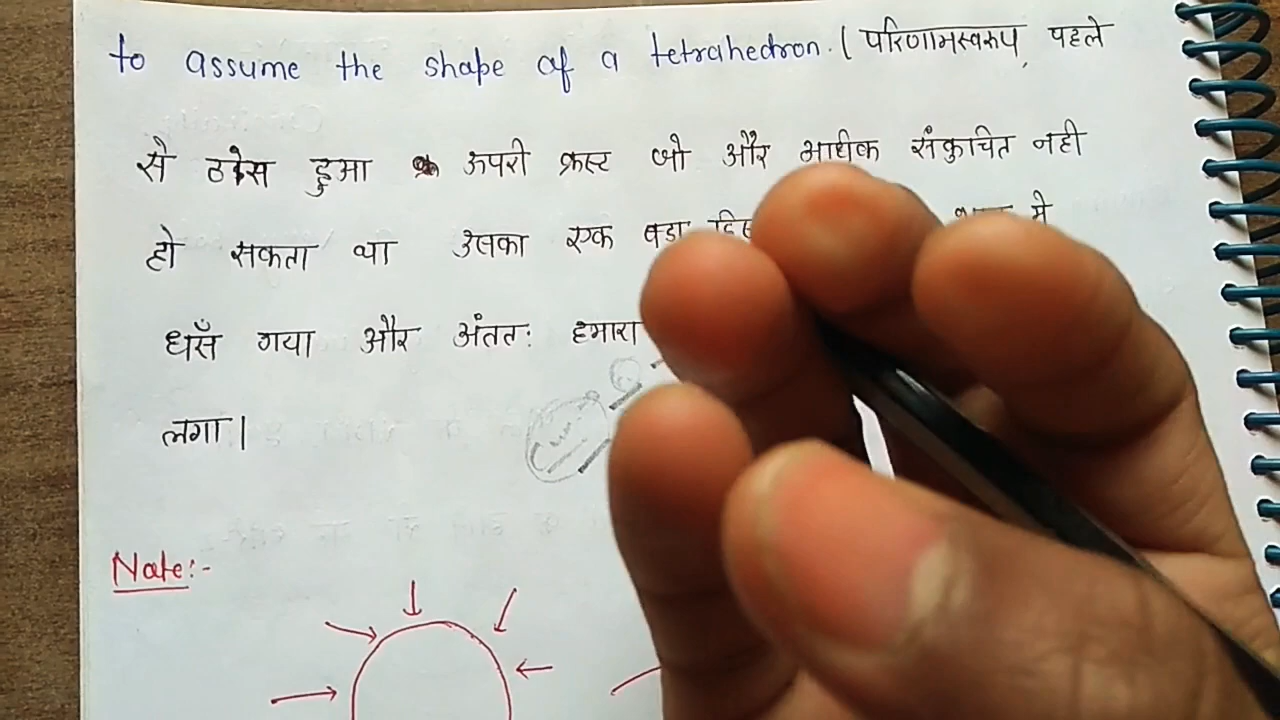 to assume the shape of a tetrahedron. ( परिणामस्वरूप, पहले
से ठोस हुआ ऊपरी क्रस्ट जो और अधिक संकुचित नही
हो सकता था उसका एक बड़ा मे
धँस गया और अंततः हमारा
लगा।
Note:-